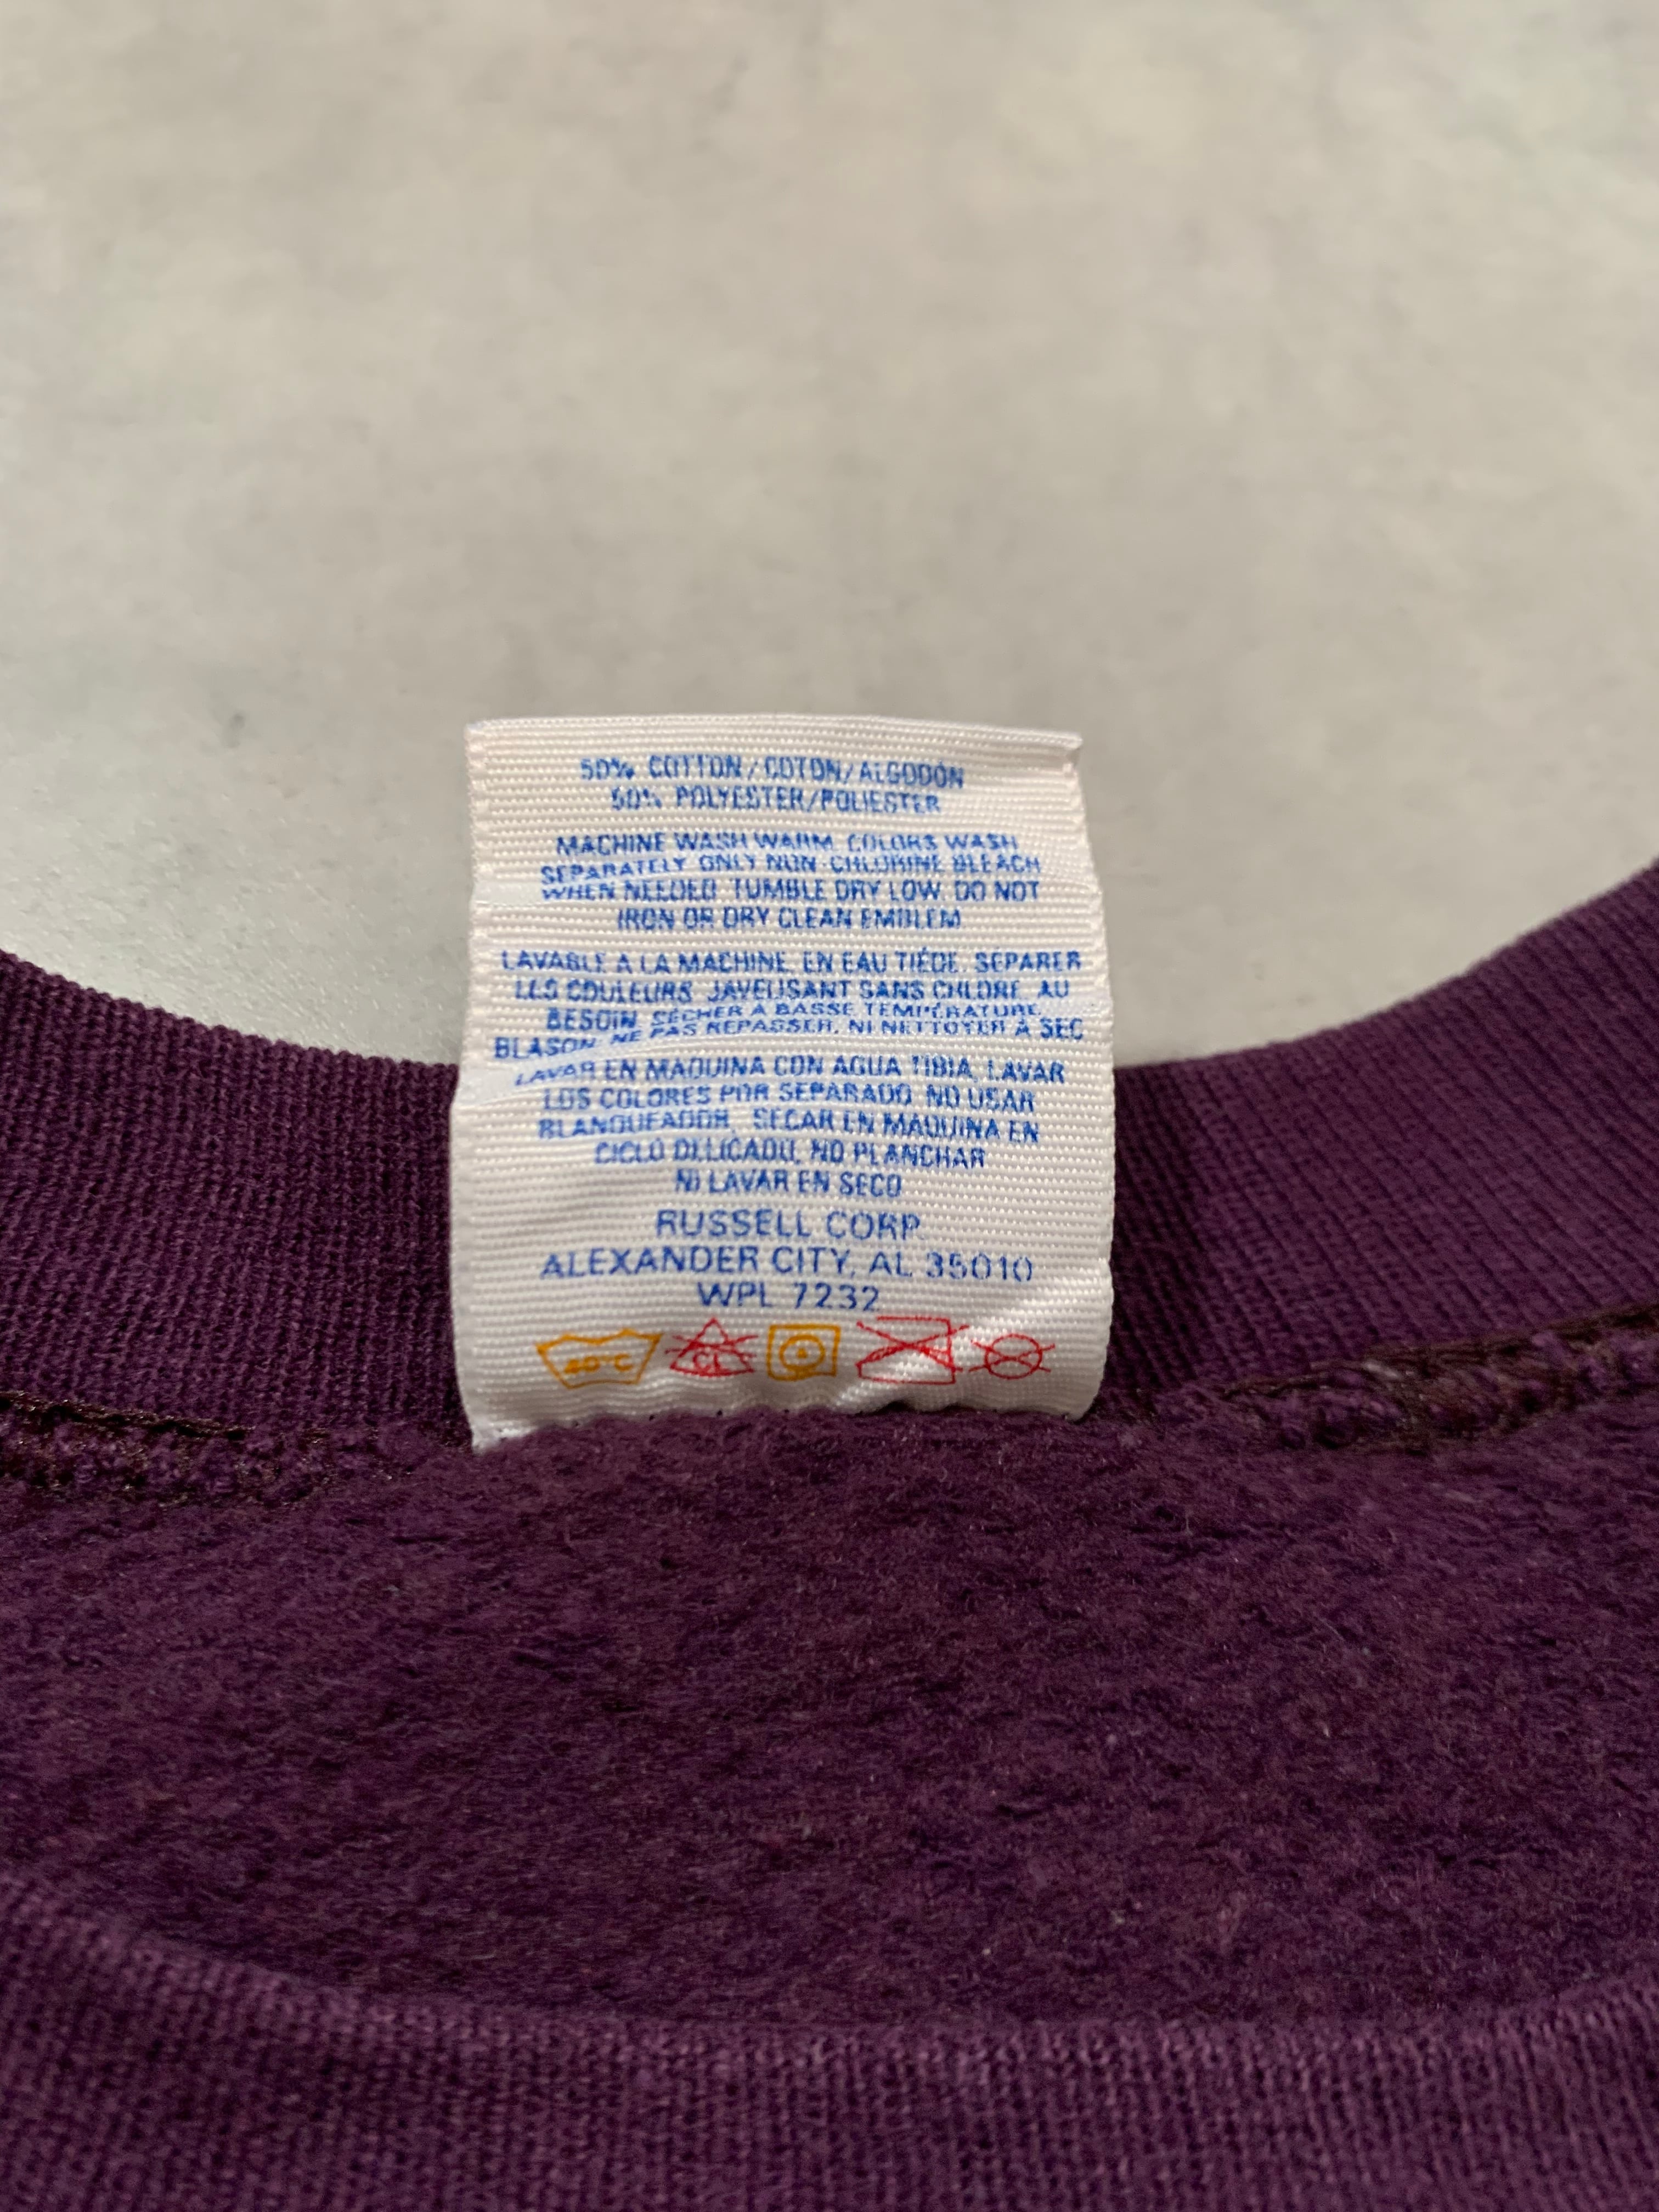 50% COTTON/COTON/ALGODÓN
50% POLYESTER/POLIESTER
MACHINE WASH WARM. COLORS WASH
SEPARATELY ONLY NON-CHLORINE BLEACH
WHEN NEEDED TUMBLE DRY LOW. DO NOT
IRON OR DRY CLEAN EMBLEM
LAVABLE A LA MACHINE, EN EAU TIÉDE. SÉPARER
LES COULEURS JAVELISANT SANS CHLORE AU
BESOIN. SÉCHER A BASSE TEMPÉRATURE.
BLASON: NE PAS REPASSER, NI NETTOYER A SEC
LAVAR EN MAQUINA CON AGUA TIBIA, LAVAR
LOS COLORES POR SEPARADO. NO USAR
BLANQUEADOR. SECAR EN MAQUINA EN
CICLO DELICADO, NO PLANCHAR
NI LAVAR EN SECO
RUSSELL CORP.
ALEXANDER CITY, AL 35010
WPL 7232
40°C CL